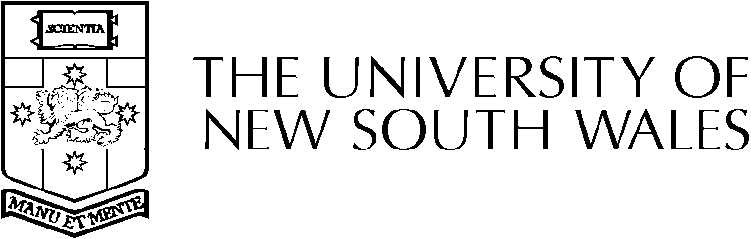 SCIENTIA
THE UNIVERSITY OF
NEW SOUTH WALES
MANU ET MENTE